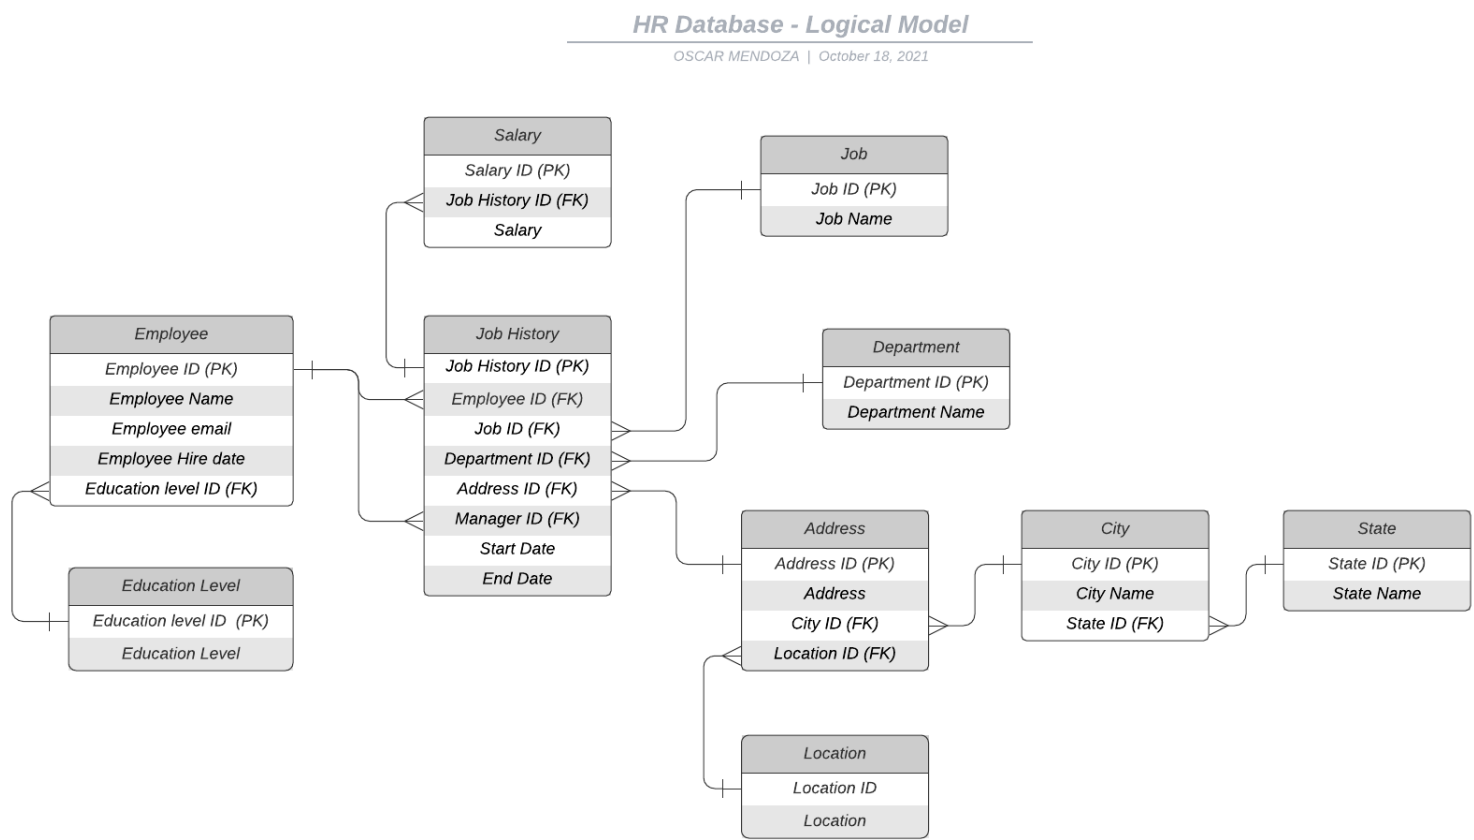 HR Database - Logical Model
OSCAR MENDOZA | October 18, 2021
Salary
Salary ID (PK)
Job History ID (FK)
Salary
Job
Job ID (PK)
Job Name
Employee
Employee ID (PK)
Employee Name
Employee email
Employee Hire date
Education level ID (FK)
Job History
Job History ID (PK)
Employee ID (FK)
Job ID (FK)
Department ID (FK)
Address ID (FK)
Manager ID (FK)
Start Date
End Date
Department
Department ID (PK)
Department Name
Education Level
Education level ID (PK)
Education Level
Address
Address ID (PK)
Address
City ID (FK)
Location ID (FK)
City
City ID (PK)
City Name
State ID (FK)
State
State ID (PK)
State Name
Location
Location ID
Location